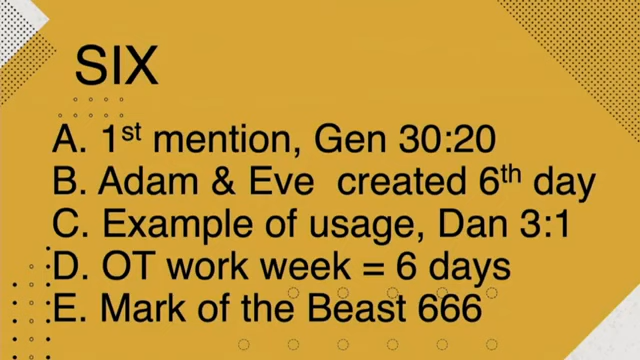 SIX
A. 1st mention, Gen 30:20
B. Adam & Eve created 6th day
C. Example of usage, Dan 3:1
D. OT work week = 6 days
E. Mark of the Beast 666